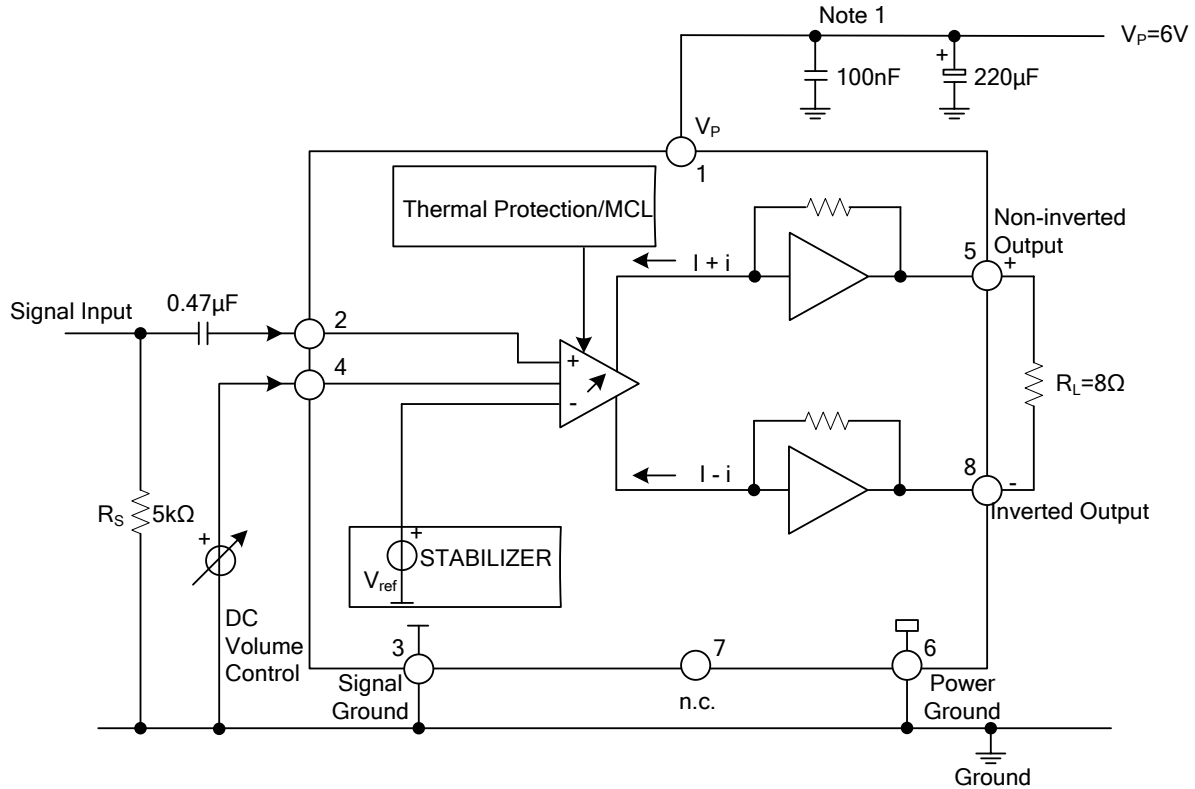 Note 1
V_P=6V
+
100nF
220µF
V_P
1
Thermal Protection/MCL
Non-inverted
Output
5
+
I + i
Signal Input
0.47µF
2
4
+
-
R_L=8Ω
I - i
8
-
Inverted Output
R_S
5kΩ
+
+
STABILIZER
V_ref
DC
Volume
Control
3
Signal
Ground
7
n.c.
6
Power
Ground
Ground